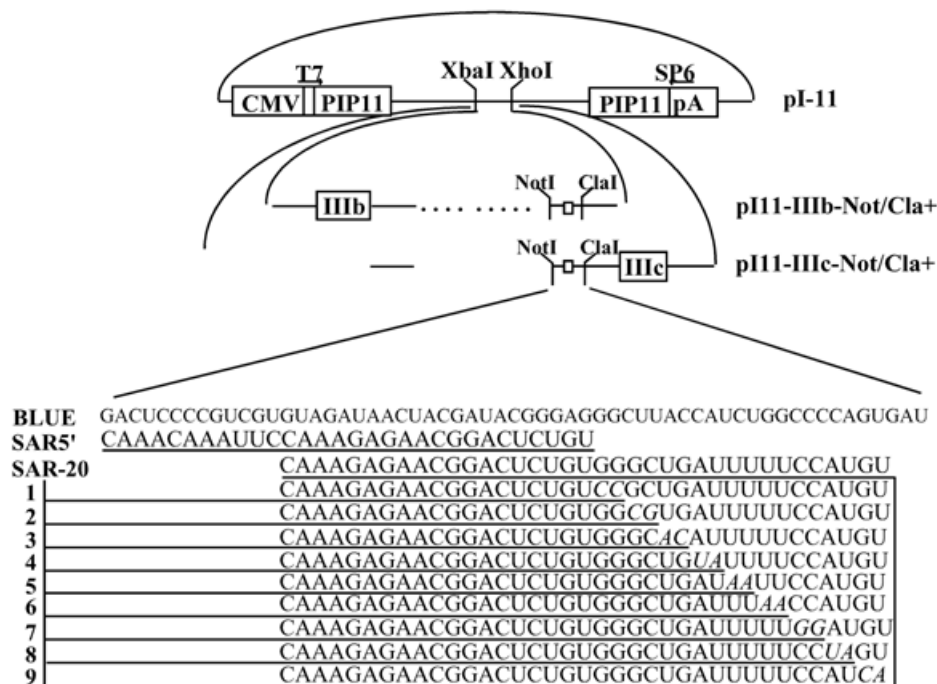 T7 XbaI XhoI SP6
CMV PIP11 PIP11 pA pI-11
IIIb NotI ClaI pI11-IIIb-Not/Cla+
NotI ClaI IIIc pI11-IIIc-Not/Cla+
BLUE GACUCCCCGUCGUGUAGAUAACUACGAUACGGGAGGGCUUACCAUCUGGCCCCAGUGAU
SAR5' CAAACAAAUUCCAAAGAGAACGGACUCUGU
SAR-20 CAAAGAGAACGGACUCUGUGGGCUGAUUUUUCCAUGU
1 CAAAGAGAACGGACUCUGUCCGCUGAUUUUUCCAUGU
2 CAAAGAGAACGGACUCUGUGGCGUGAUUUUUCCAUGU
3 CAAAGAGAACGGACUCUGUGGGCACAUUUUUCCAUGU
4 CAAAGAGAACGGACUCUGUGGGCUGUAUUUUCCAUGU
5 CAAAGAGAACGGACUCUGUGGGCUGAUAAUUCCAUGU
6 CAAAGAGAACGGACUCUGUGGGCUGAUUUAACCAUGU
7 CAAAGAGAACGGACUCUGUGGGCUGAUUUUUGGAUGU
8 CAAAGAGAACGGACUCUGUGGGCUGAUUUUUCCUAGU
9 CAAAGAGAACGGACUCUGUGGGCUGAUUUUUCCAUCA